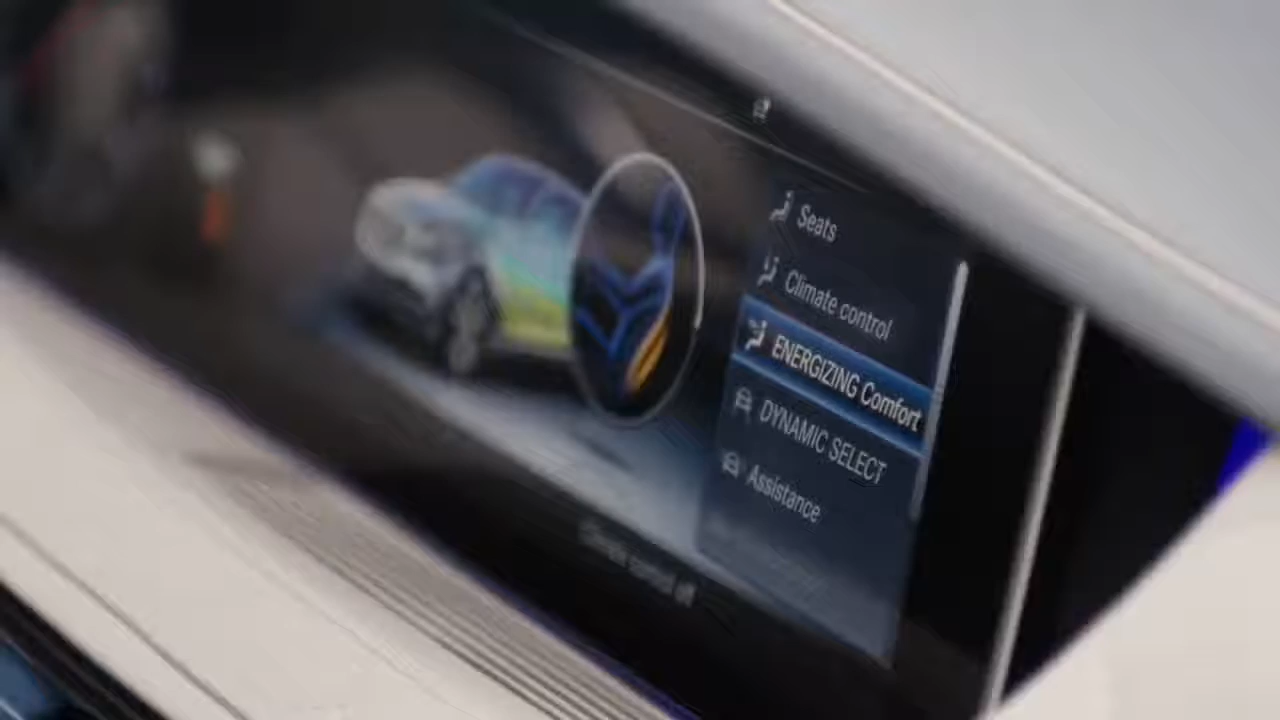 Seats
Climate control
ENERGIZING Comfort
DYNAMIC SELECT
Assistance